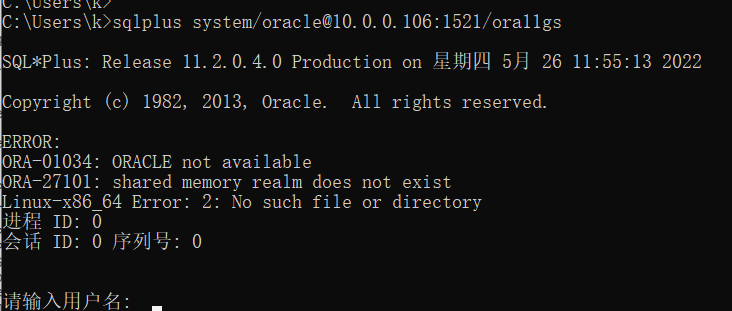 C:\Users\k>
C:\Users\k>sqlplus system/oracle@10.0.0.106:1521/ora11gs
SQL*Plus: Release 11.2.0.4.0 Production on 星期四 5月 26 11:55:13 2022
Copyright (c) 1982, 2013, Oracle.  All rights reserved.
ERROR:
ORA-01034: ORACLE not available
ORA-27101: shared memory realm does not exist
Linux-x86_64 Error: 2: No such file or directory
进程 ID: 0
会话 ID: 0 序列号: 0
请输入用户名: